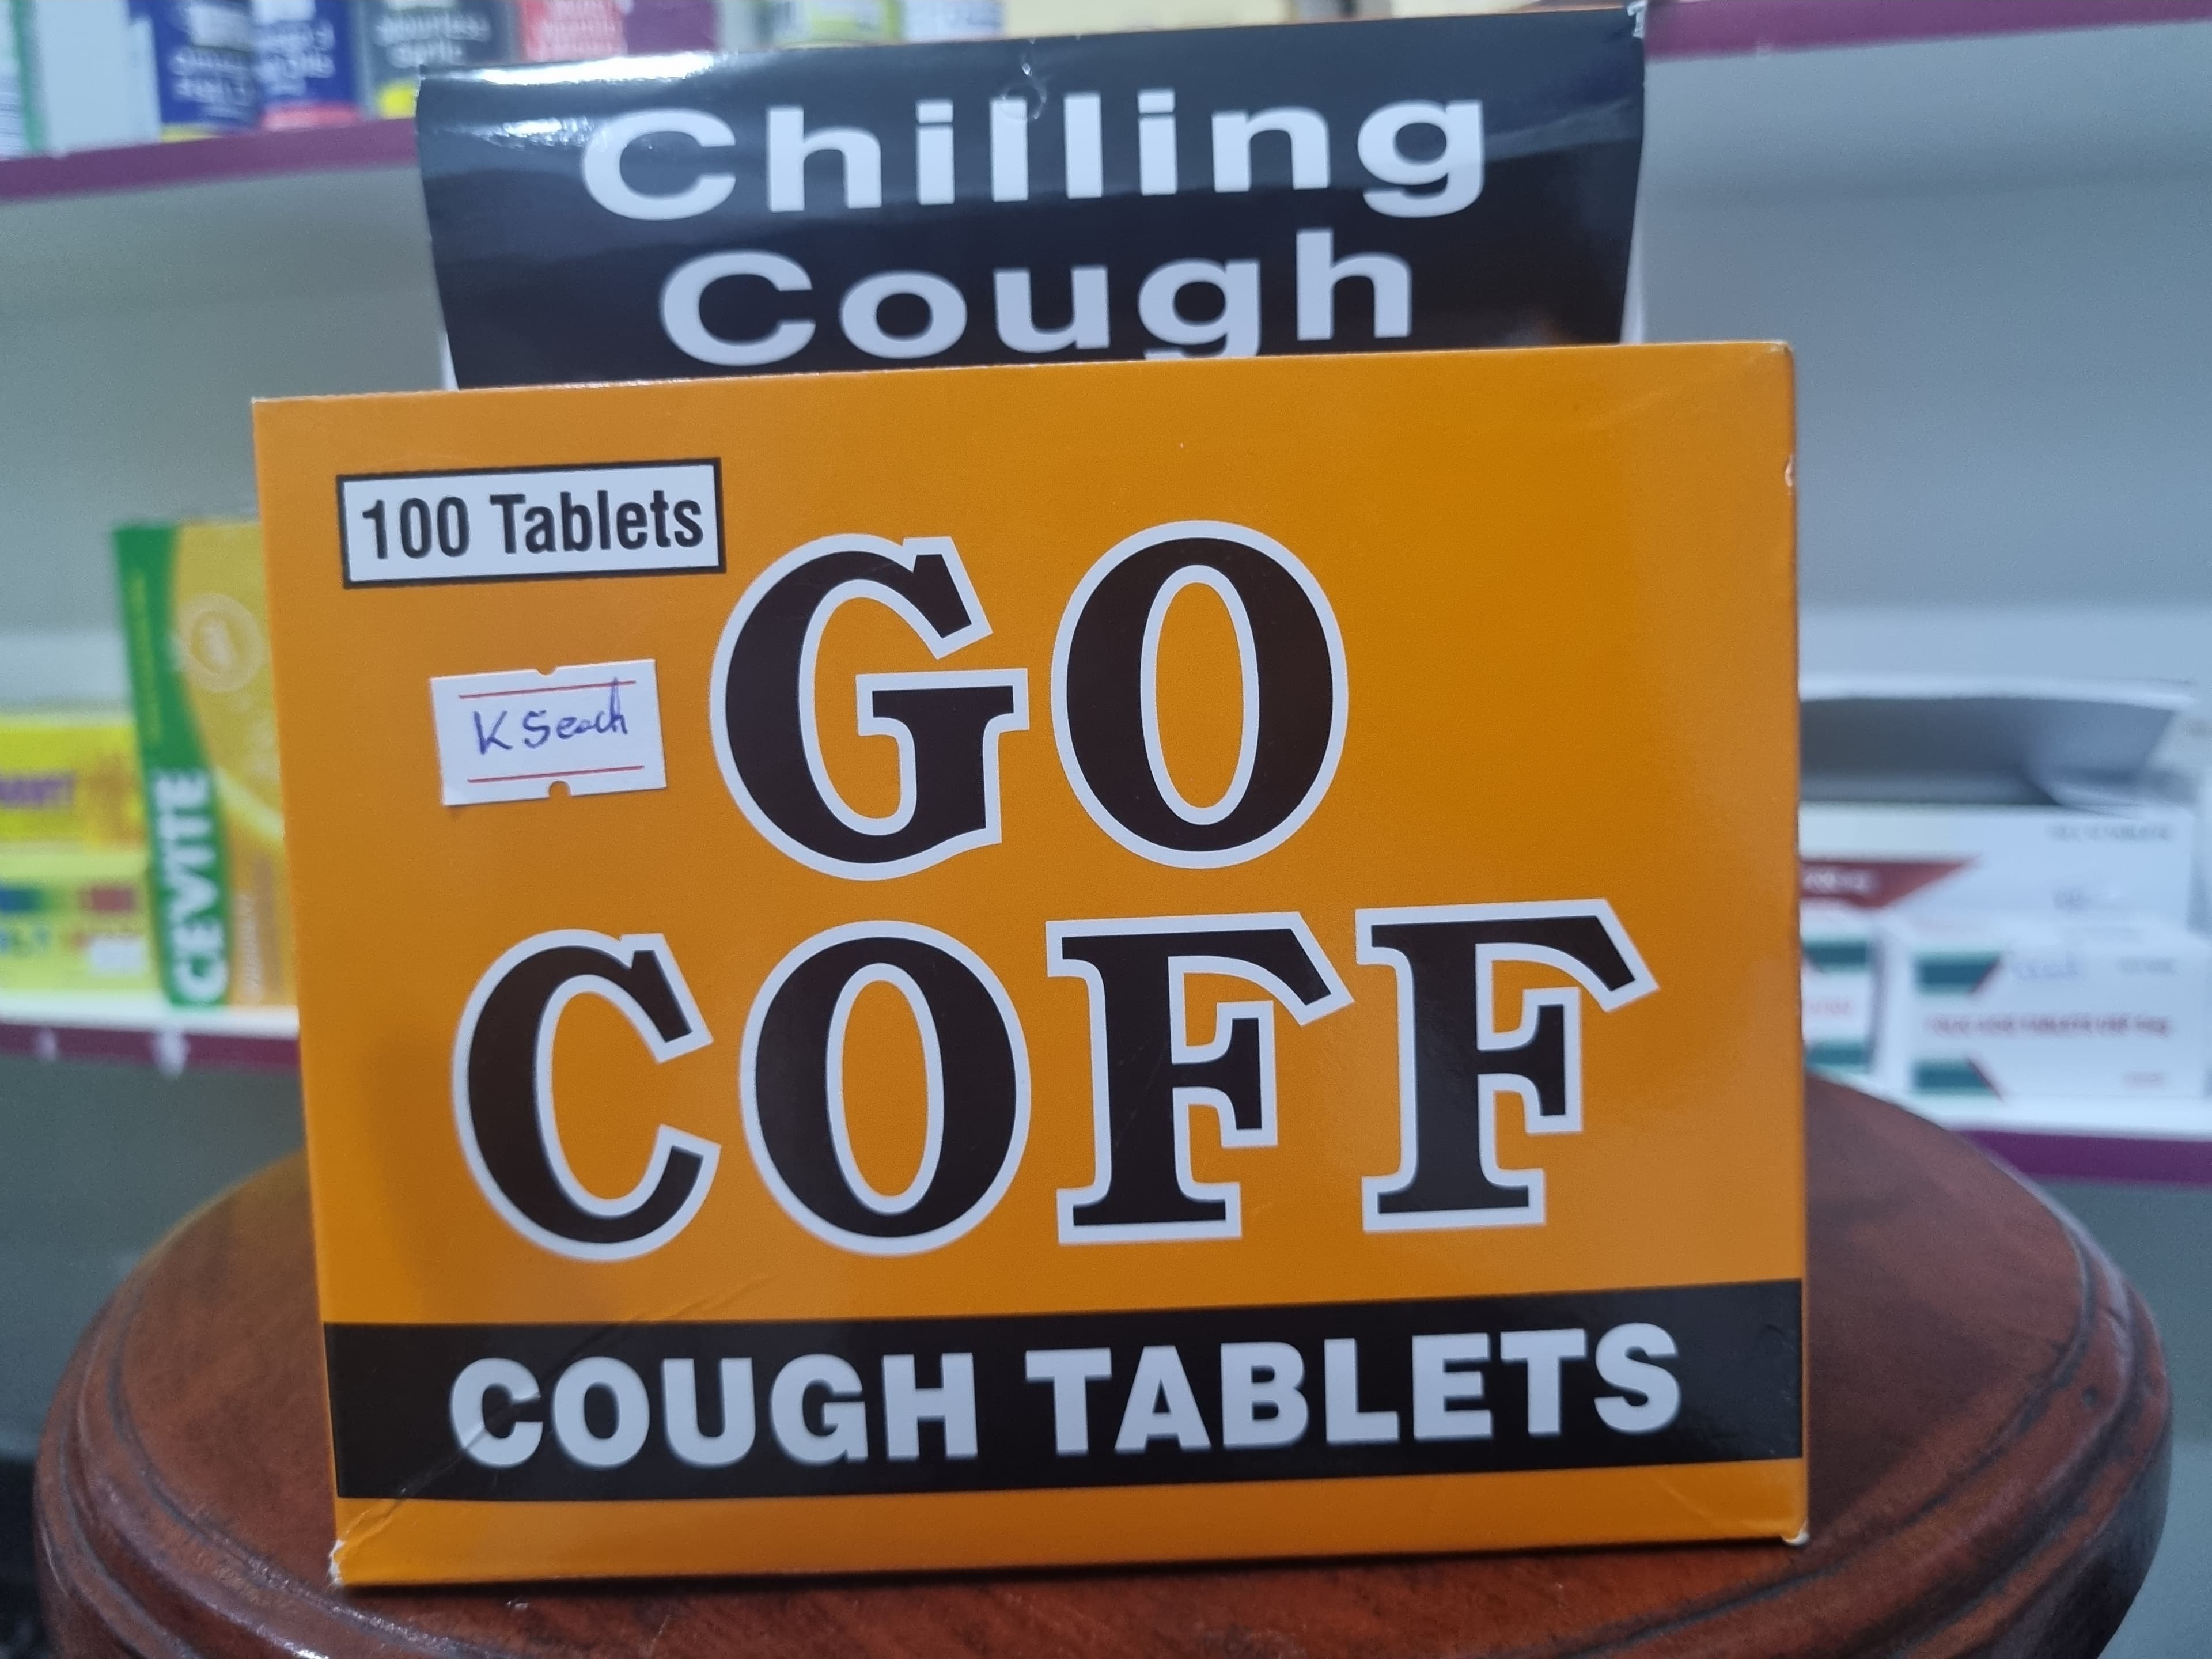 Chilling
Cough
100 Tablets
K5each
GO
COFF
COUGH TABLETS
CEVITE